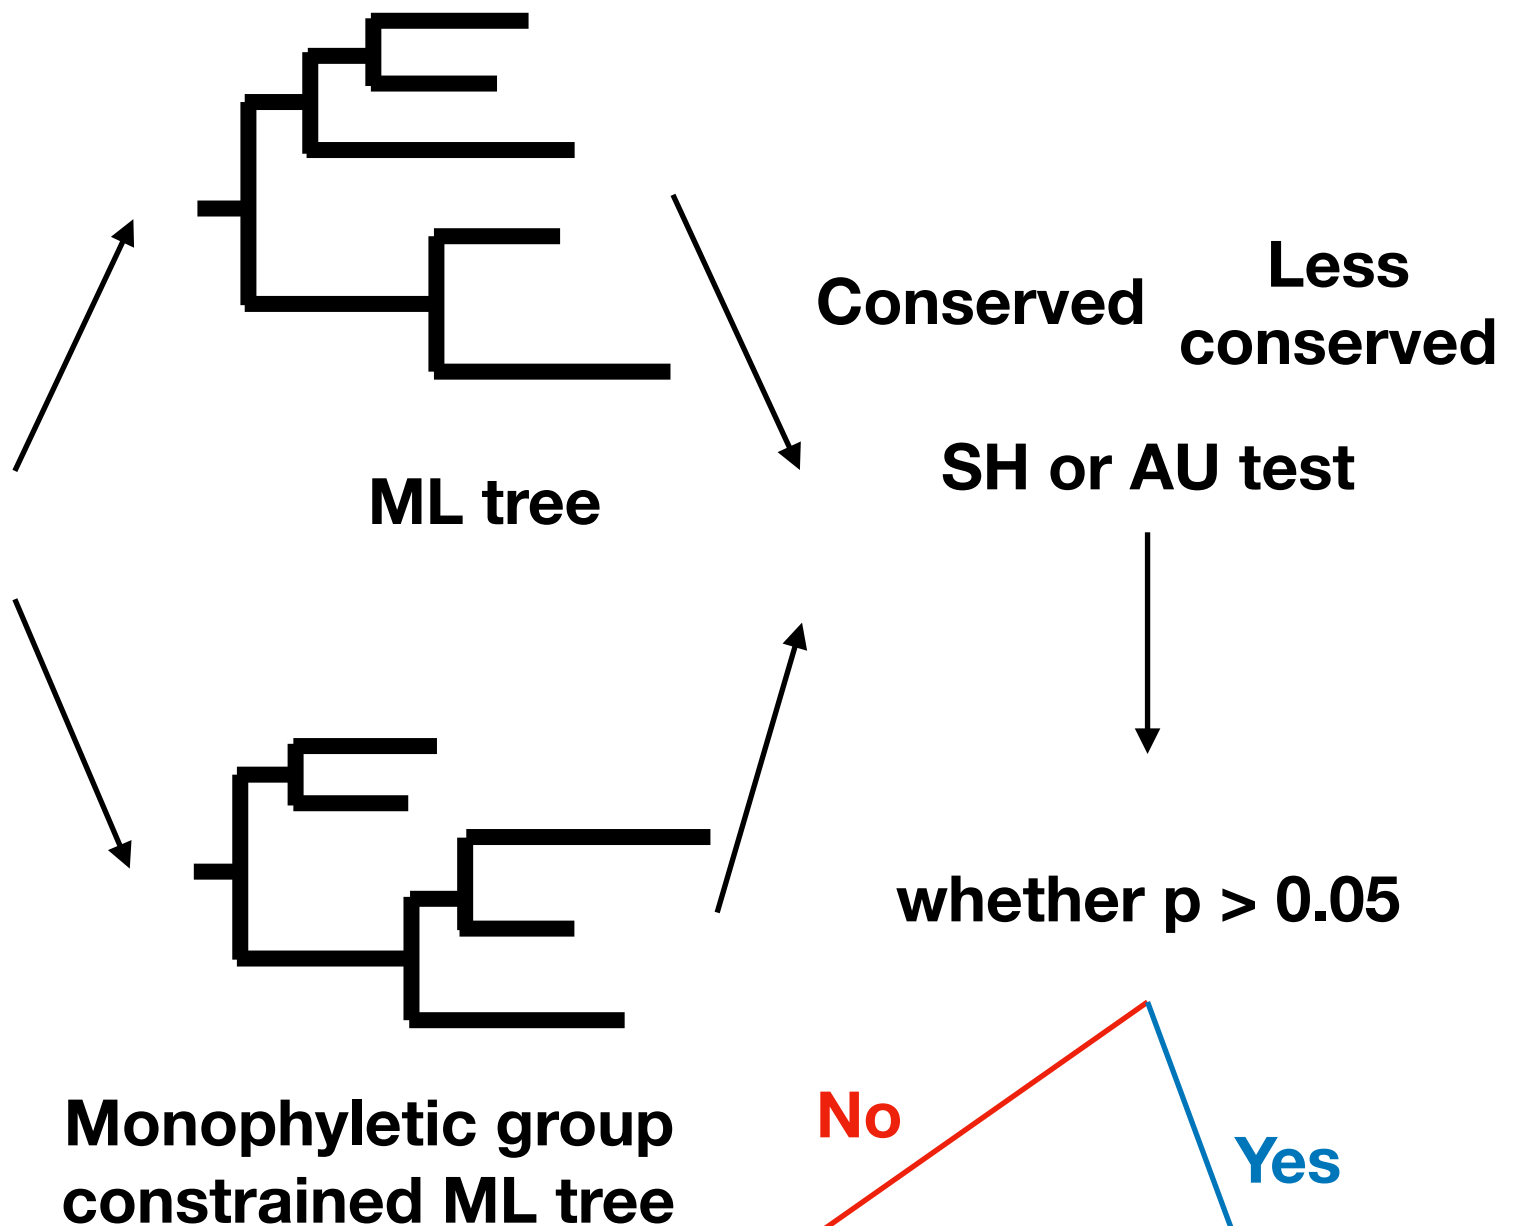 Conserved
Less
conserved
ML tree
SH or AU test
whether p > 0.05
Monophyletic group
constrained ML tree
No
Yes